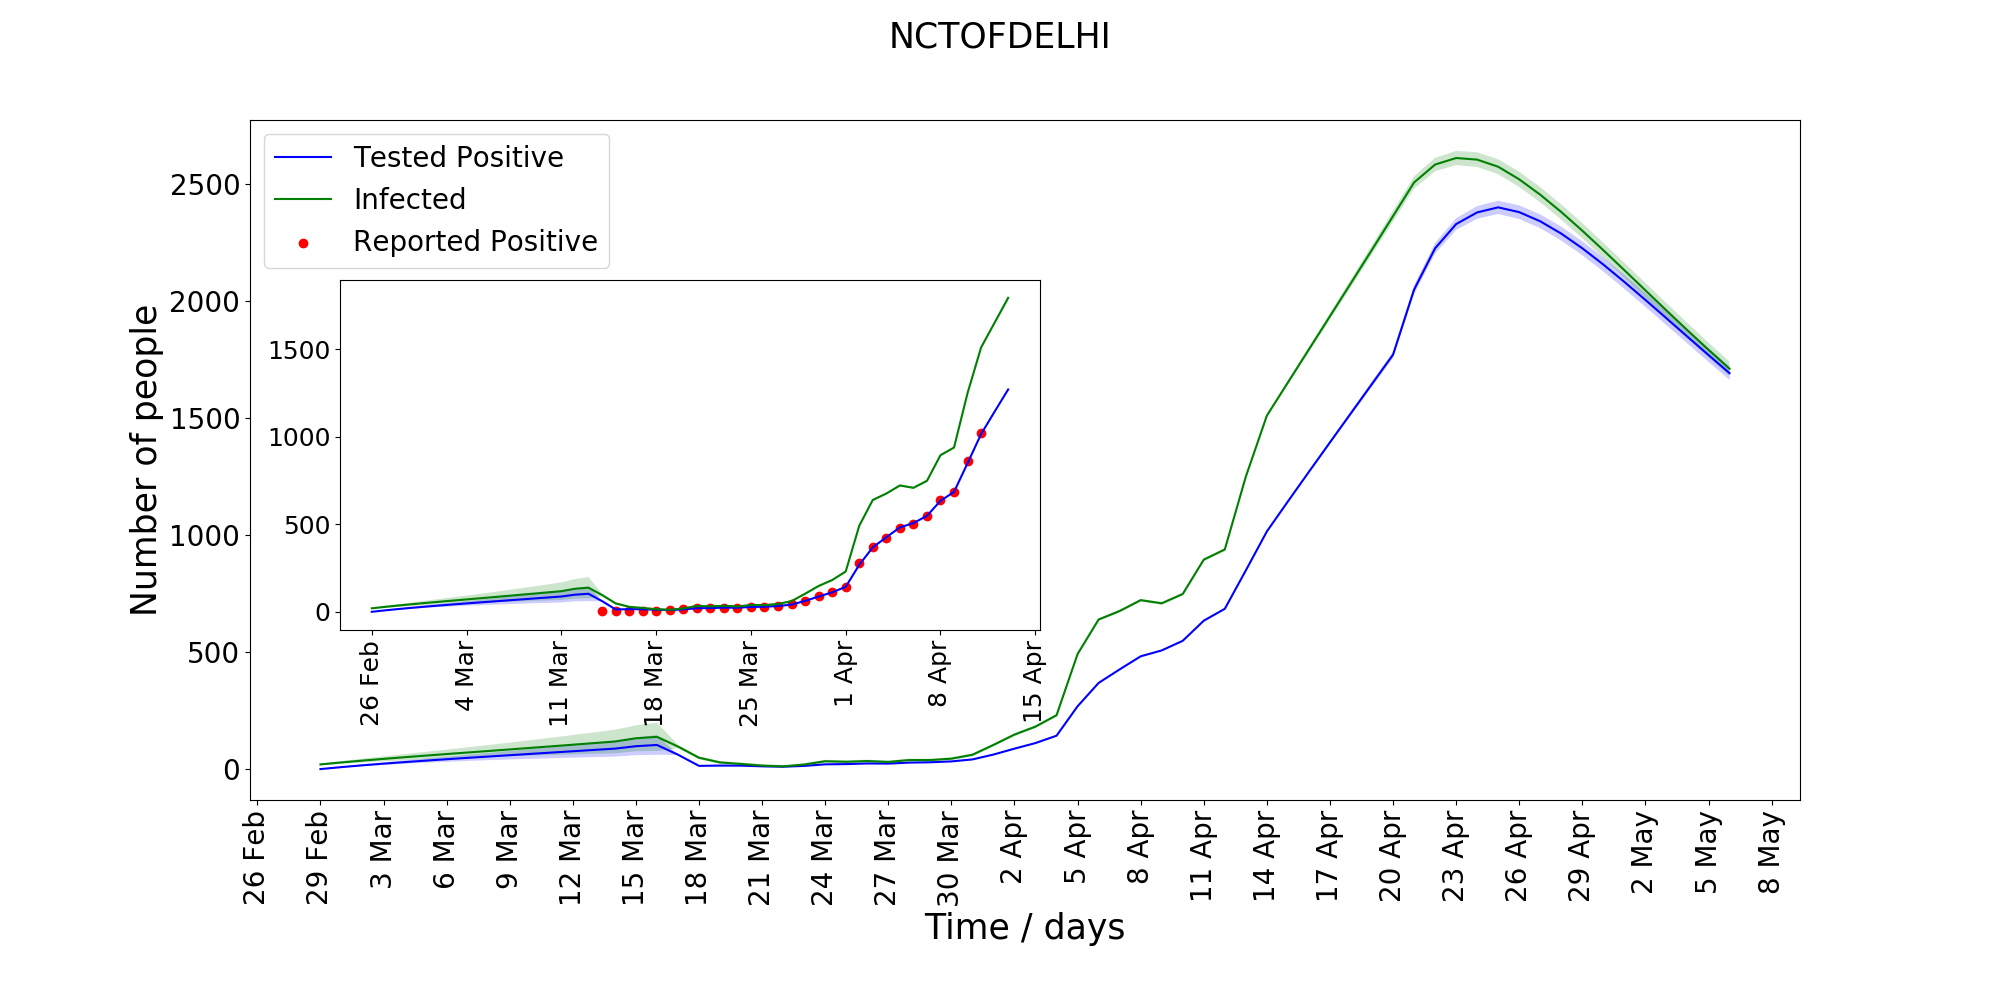 NCTOFDELHI
Tested Positive
Infected
Reported Positive
Number of people
2500
2000
1500
1000
500
0
1500
1000
500
0
26 Feb
4 Mar
11 Mar
18 Mar
25 Mar
1 Apr
8 Apr
15 Apr
26 Feb
29 Feb
3 Mar
6 Mar
9 Mar
12 Mar
15 Mar
18 Mar
21 Mar
24 Mar
27 Mar
30 Mar
2 Apr
5 Apr
8 Apr
11 Apr
14 Apr
17 Apr
20 Apr
23 Apr
26 Apr
29 Apr
2 May
5 May
8 May
Time / days